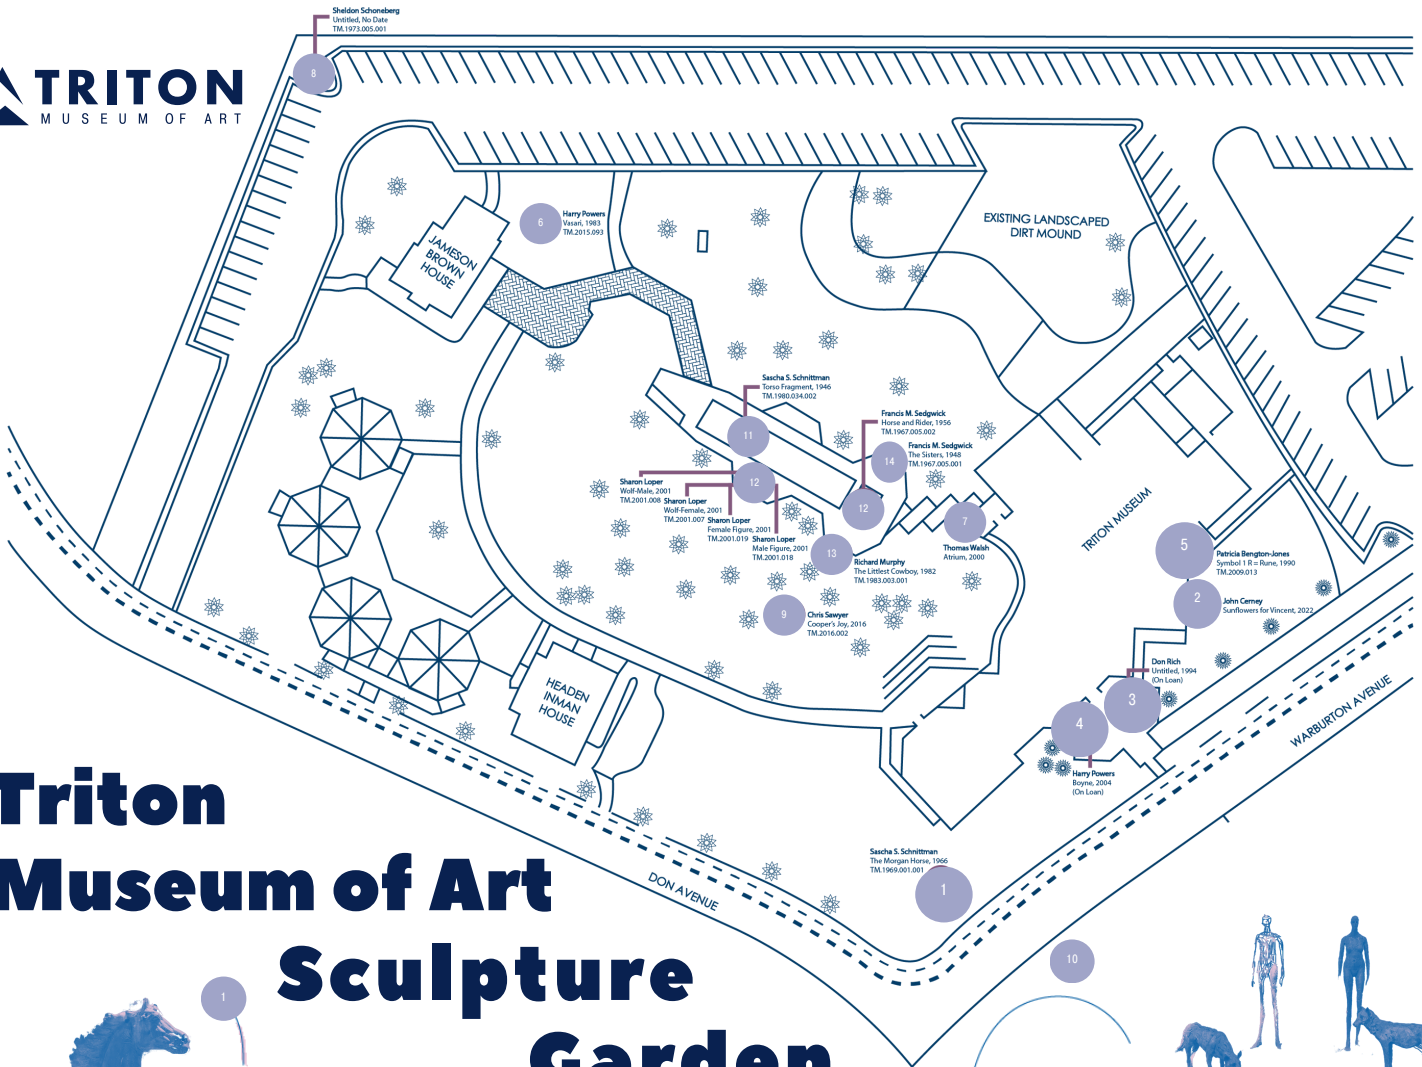 Sheldon Schoneberg
Untitled, No Date
TM.1973.005.001
8
TRITON
MUSEUM OF ART
6
Harry Powers
Vasari, 1983
TM.2015.093
JAMESON
BROWN
HOUSE
EXISTING LANDSCAPED
DIRT MOUND
Sascha S. Schnittman
Torso Fragment, 1946
TM.1980.034.002
11
Francis M. Sedgwick
Horse and Rider, 1956
TM.1967.005.002
Francis M. Sedgwick
The Sisters, 1948
TM.1967.005.001
14
Sharon Loper
Wolf-Male, 2001
TM.2001.008
Sharon Loper
Wolf-Female, 2001
TM.2001.007
Sharon Loper
Female Figure, 2001
TM.2001.019
Sharon Loper
Male Figure, 2001
TM.2001.018
12
12
7
Thomas Walsh
Atrium, 2000
13
Richard Murphy
The Littlest Cowboy, 1982
TM.1983.003.001
9
Chris Sawyer
Cooper's Joy, 2016
TM.2016.002
TRITON MUSEUM
5
Patricia Bengton-Jones
Symbol 1 R = Rune, 1990
TM.2009.013
2
John Cerney
Sunflowers for Vincent, 2022
Don Rich
Untitled, 1994
(On Loan)
3
4
Harry Powers
Boyne, 2004
(On Loan)
HEADEN
INMAN
HOUSE
WARBURTON AVENUE
DON AVENUE
Sascha S. Schnittman
The Morgan Horse, 1966
TM.1969.001.001
1
Triton
Museum of Art
Sculpture
Garden
1
10